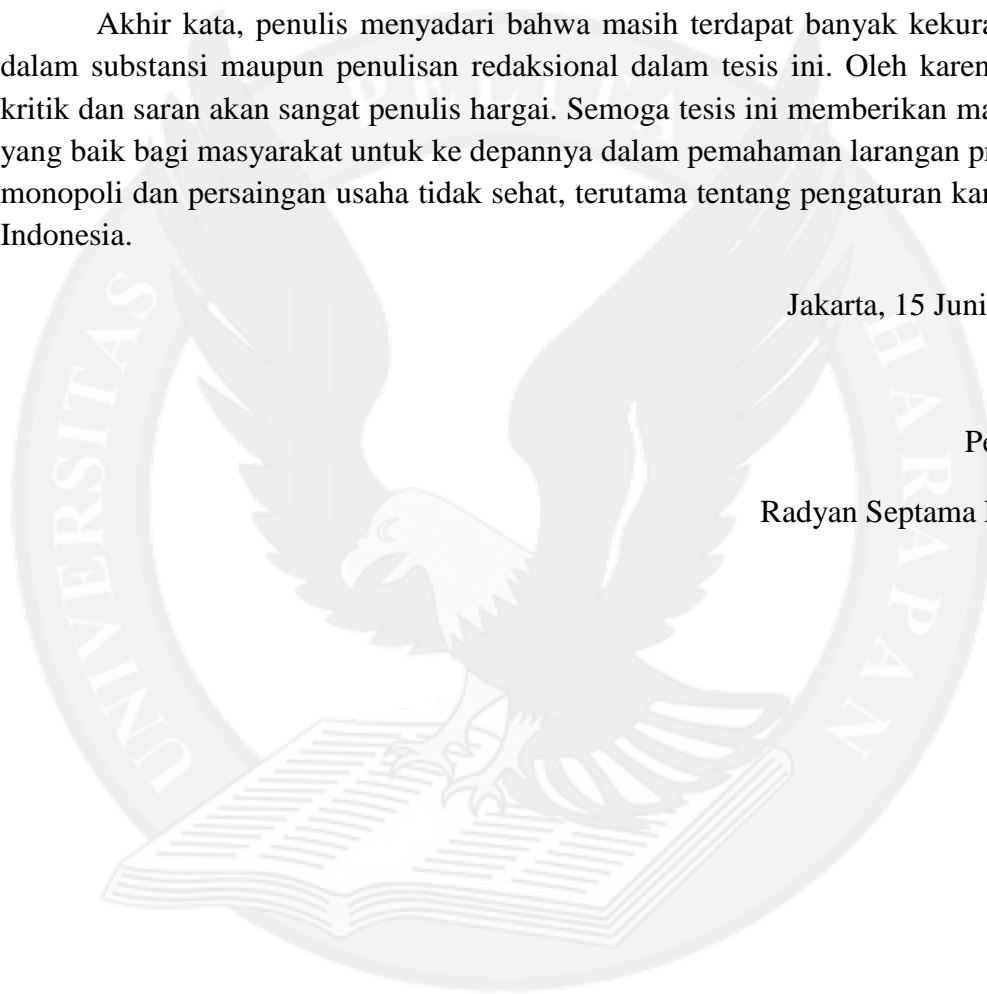 Akhir kata, penulis menyadari bahwa masih terdapat banyak kekura
dalam substansi maupun penulisan redaksional dalam tesis ini. Oleh karen
kritik dan saran akan sangat penulis hargai. Semoga tesis ini memberikan ma
yang baik bagi masyarakat untuk ke depannya dalam pemahaman larangan pr
monopoli dan persaingan usaha tidak sehat, terutama tentang pengaturan kar
Indonesia.
Jakarta, 15 Juni
Pe
Radyan Septama
UNIVERSITAS PELITA HARAPAN